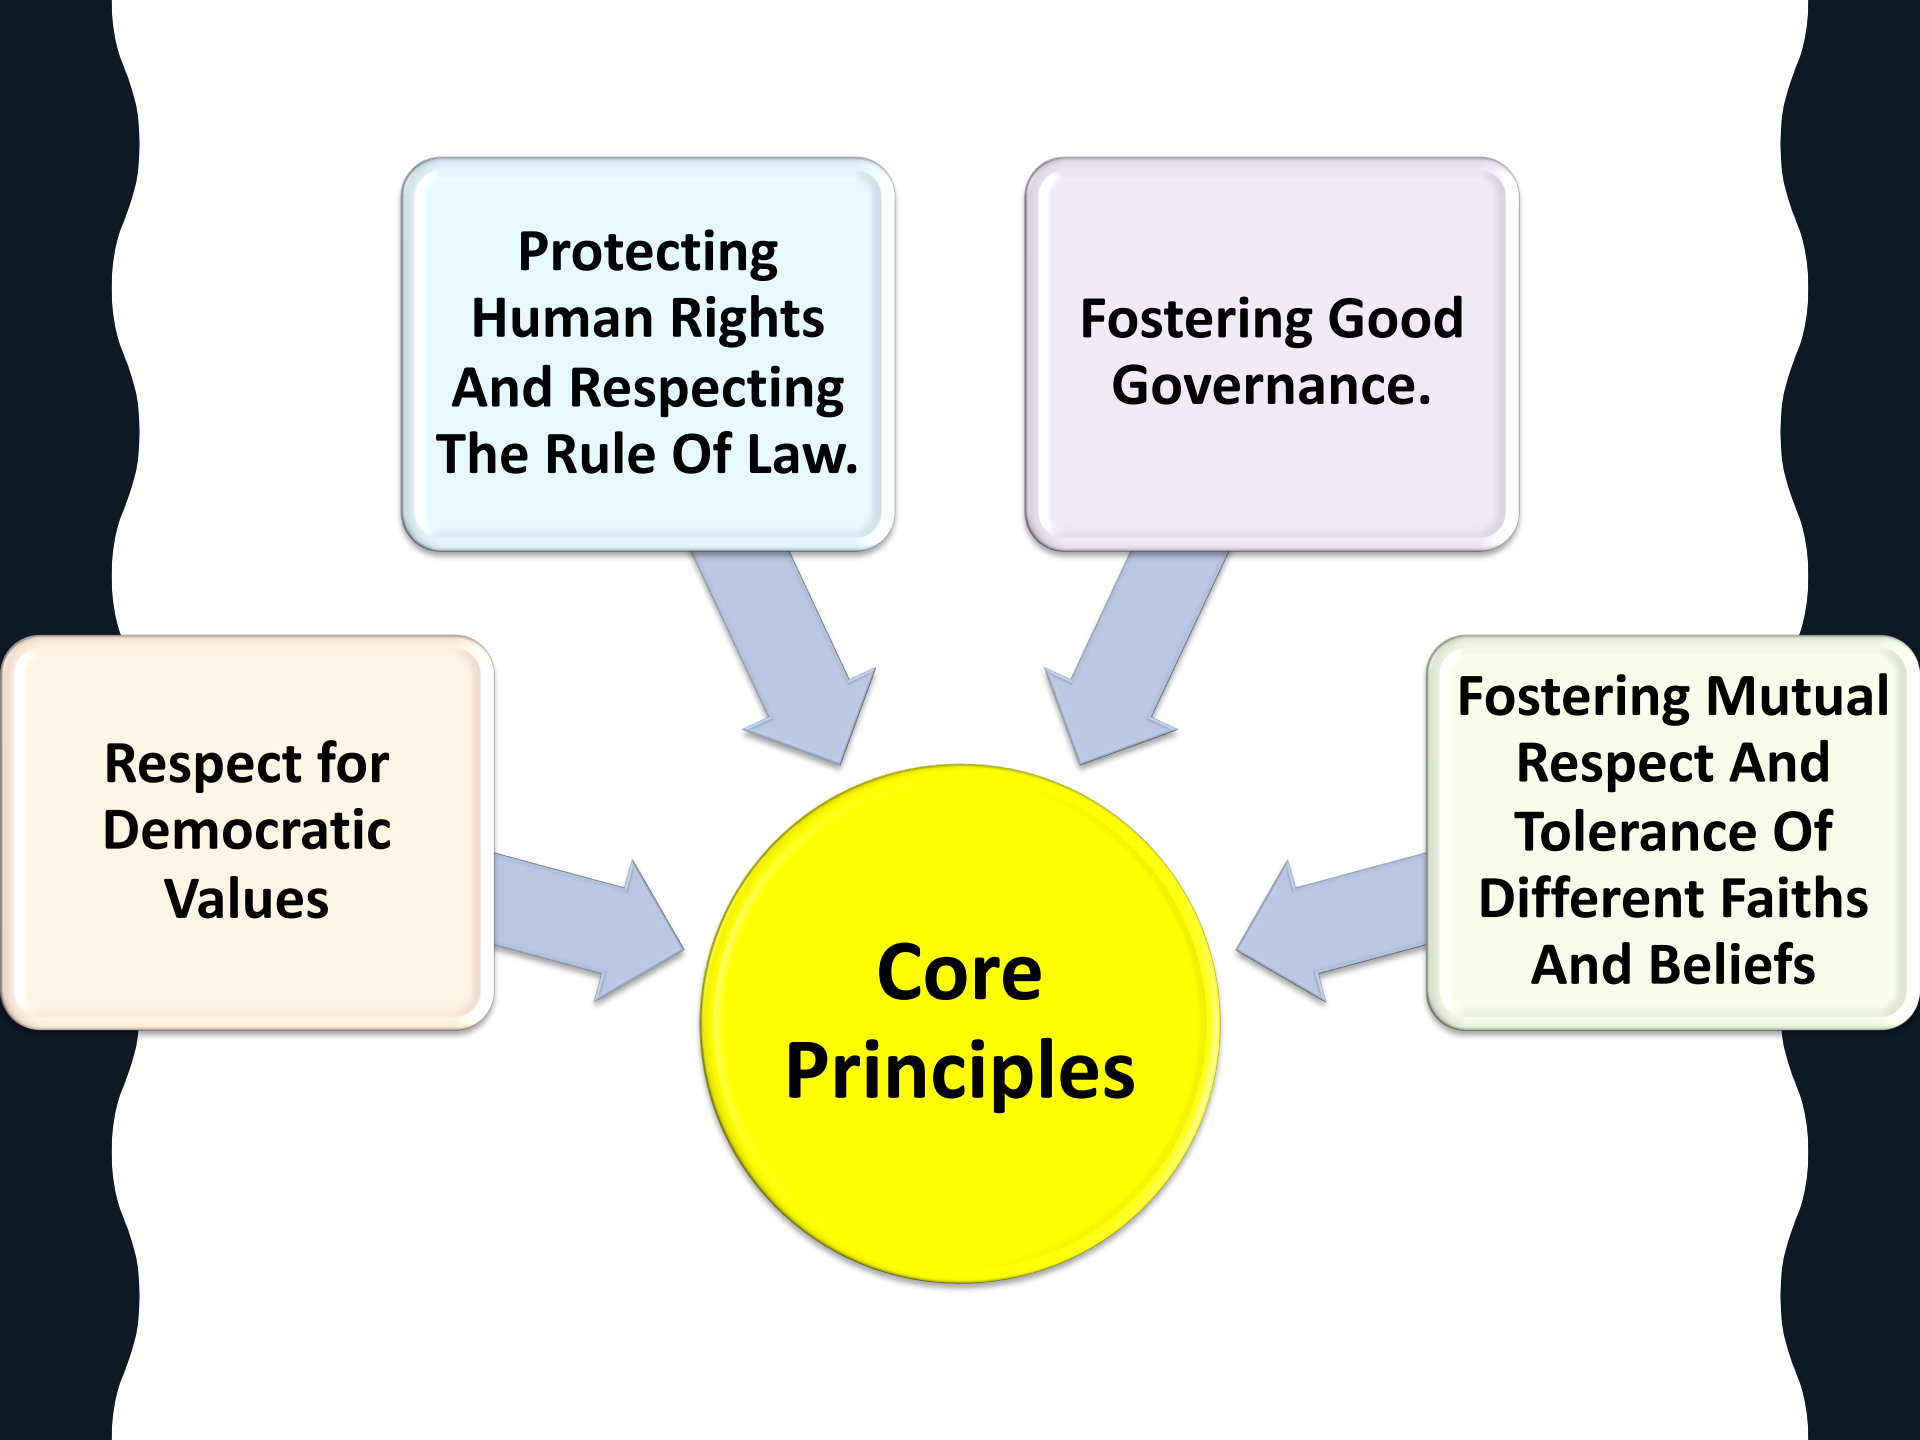 Protecting
Human Rights
And Respecting
The Rule Of Law.
Fostering Good
Governance.
Respect for
Democratic
Values
Fostering Mutual
Respect And
Tolerance Of
Different Faiths
And Beliefs
Core
Principles